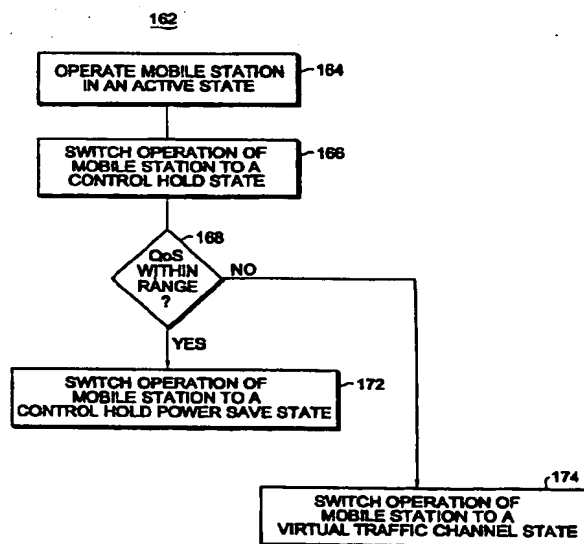 162
OPERATE MOBILE STATION
IN AN ACTIVE STATE
164
SWITCH OPERATION OF
MOBILE STATION TO A
CONTROL HOLD STATE
166
168
QoS
WITHIN
RANGE
?
NO
YES
SWITCH OPERATION OF
MOBILE STATION TO A
CONTROL HOLD POWER SAVE STATE
172
174
SWITCH OPERATION OF
MOBILE STATION TO A
VIRTUAL TRAFFIC CHANNEL STATE